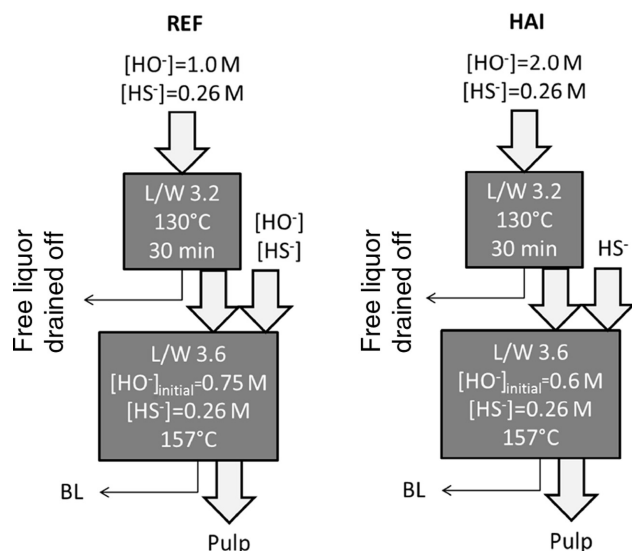 REF
[HO⁻]=1.0 M
[HS⁻]=0.26 M
L/W 3.2
130°C
30 min
[HO⁻]
[HS⁻]
Free liquor
drained off
L/W 3.6
[HO⁻]initial=0.75 M
[HS⁻]=0.26 M
157°C
BL
Pulp
HAI
[HO⁻]=2.0 M
[HS⁻]=0.26 M
L/W 3.2
130°C
30 min
HS⁻
Free liquor
drained off
L/W 3.6
[HO⁻]initial=0.6 M
[HS⁻]=0.26 M
157°C
BL
Pulp